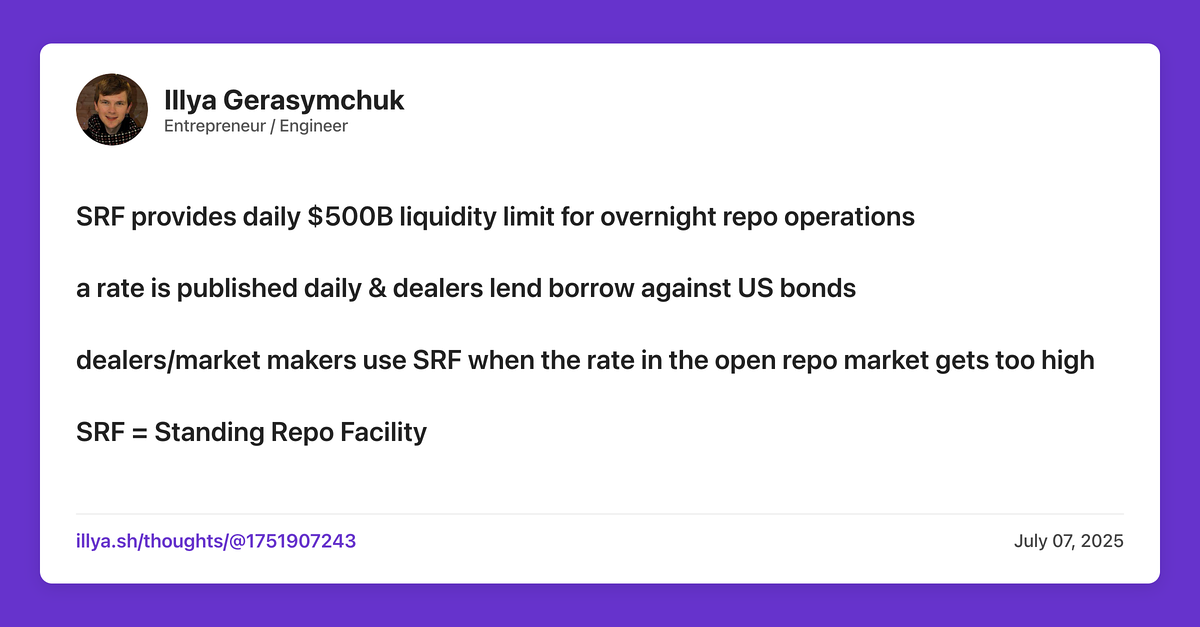 Illya Gerasymchuk
Entrepreneur / Engineer
SRF provides daily $500B liquidity limit for overnight repo operations
a rate is published daily & dealers lend borrow against US bonds
dealers/market makers use SRF when the rate in the open repo market gets too high
SRF = Standing Repo Facility
illya.sh/thoughts/@1751907243
July 07, 2025